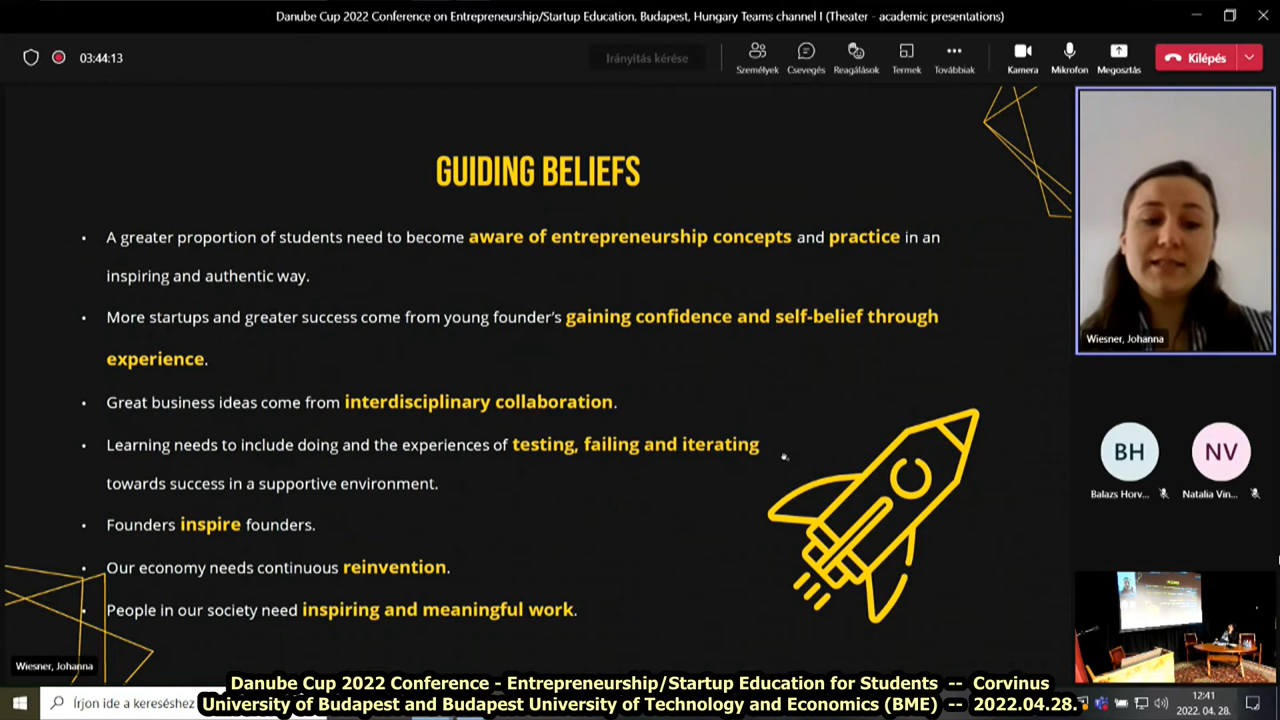 Danube Cup 2022 Conference on Entrepreneurship/Startup Education, Budapest, Hungary Teams channel I (Theater - academic presentations)
03:44:13
Irányítás kérése
Személyek
Csevegés
Reagálások
Termek
Továbbiak
Kamera
Mikrofon
Megosztás
Kilépés
GUIDING BELIEFS
• A greater proportion of students need to become aware of entrepreneurship concepts and practice in an
inspiring and authentic way.
• More startups and greater success come from young founder's gaining confidence and self-belief through
experience.
• Great business ideas come from interdisciplinary collaboration.
• Learning needs to include doing and the experiences of testing, failing and iterating
towards success in a supportive environment.
• Founders inspire founders.
• Our economy needs continuous reinvention.
• People in our society need inspiring and meaningful work.
Wiesner, Johanna
BH
NV
Balazs Horv...
Natalia Vin...
Wiesner, Johanna
Danube Cup 2022 Conference - Entrepreneurship/Startup Education for Students -- Corvinus
University of Budapest and Budapest University of Technology and Economics (BME) -- 2022.04.28.
Írjon ide a kereséshez
12:41
2022. 04. 28.